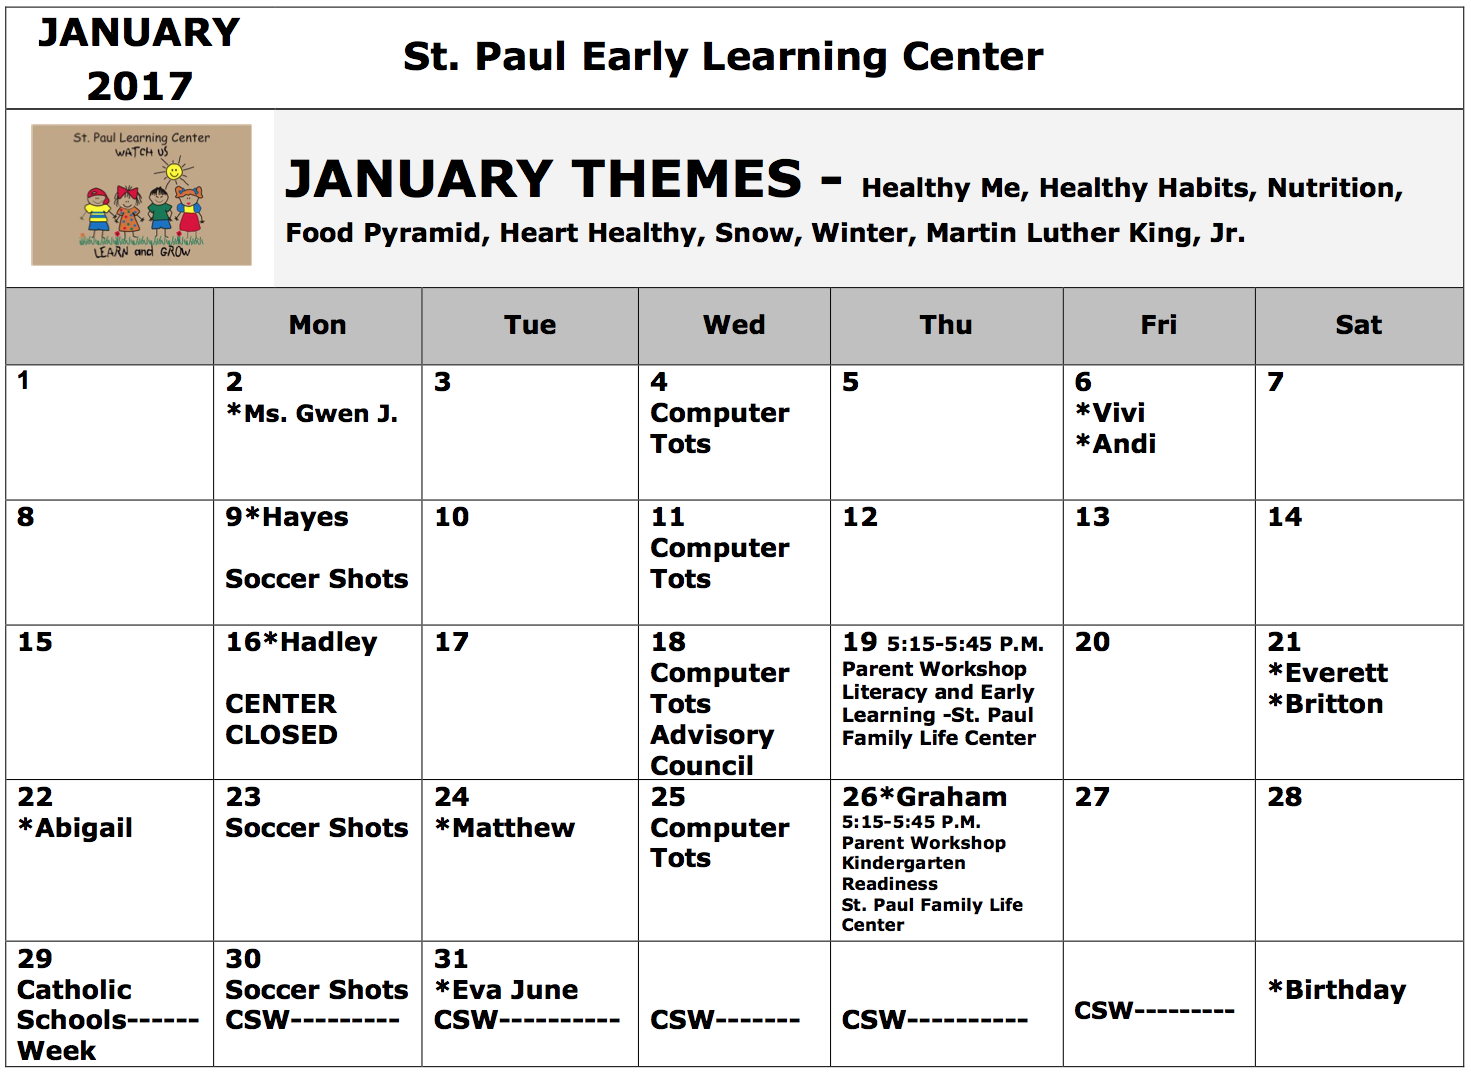 JANUARY
2017
St. Paul Early Learning Center
St. Paul Learning Center
WATCH US
LEARN and GROW
JANUARY THEMES - Healthy Me, Healthy Habits, Nutrition,
Food Pyramid, Heart Healthy, Snow, Winter, Martin Luther King, Jr.
Mon
Tue
Wed
Thu
Fri
Sat
1
2
*Ms. Gwen J.
3
4
Computer
Tots
5
6
*Vivi
*Andi
7
8
9*Hayes
Soccer Shots
10
11
Computer
Tots
12
13
14
15
16*Hadley
CENTER
CLOSED
17
18
Computer
Tots
Advisory
Council
19 5:15-5:45 P.M.
Parent Workshop
Literacy and Early
Learning -St. Paul
Family Life Center
20
21
*Everett
*Britton
22
*Abigail
23
Soccer Shots
24
*Matthew
25
Computer
Tots
26*Graham
5:15-5:45 P.M.
Parent Workshop
Kindergarten
Readiness
St. Paul Family Life
Center
27
28
29
Catholic
Schools------
Week
30
Soccer Shots
CSW---------
31
*Eva June
CSW----------
CSW-------
CSW----------
CSW---------
*Birthday